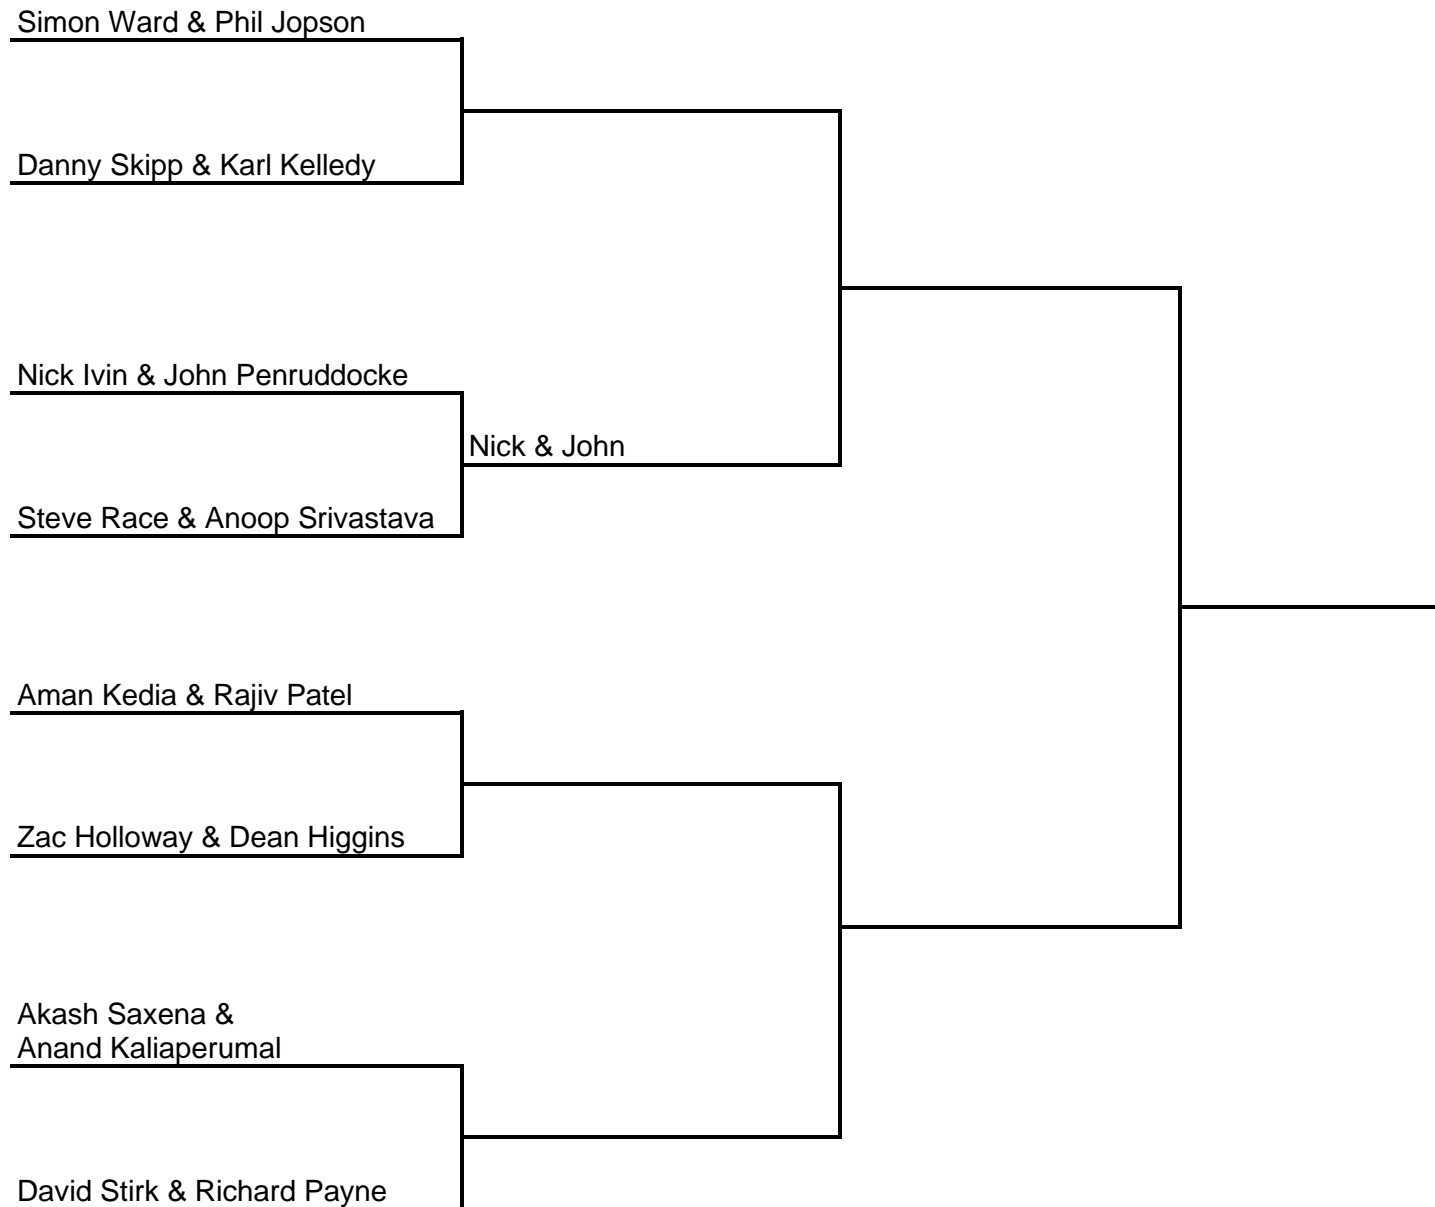 Simon Ward & Phil Jopson
Danny Skipp & Karl Kelledy
Nick Ivin & John Penruddocke
Nick & John
Steve Race & Anoop Srivastava
Aman Kedia & Rajiv Patel
Zac Holloway & Dean Higgins
Akash Saxena &
Anand Kaliaperumal
David Stirk & Richard Payne